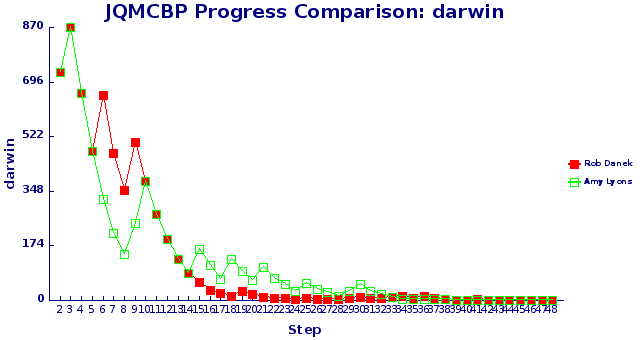 JQMCBP Progress Comparison: darwin
870
696
522
348
174
0
darwin
2 3 4 5 6 7 8 9 10 11 12 13 14 15 16 17 18 19 20 21 22 23 24 25 26 27 28 29 30 31 32 33 34 35 36 37 38 39 40 41 42 43 44 45 46 47 48
Step
Rob Danek
Amy Lyons